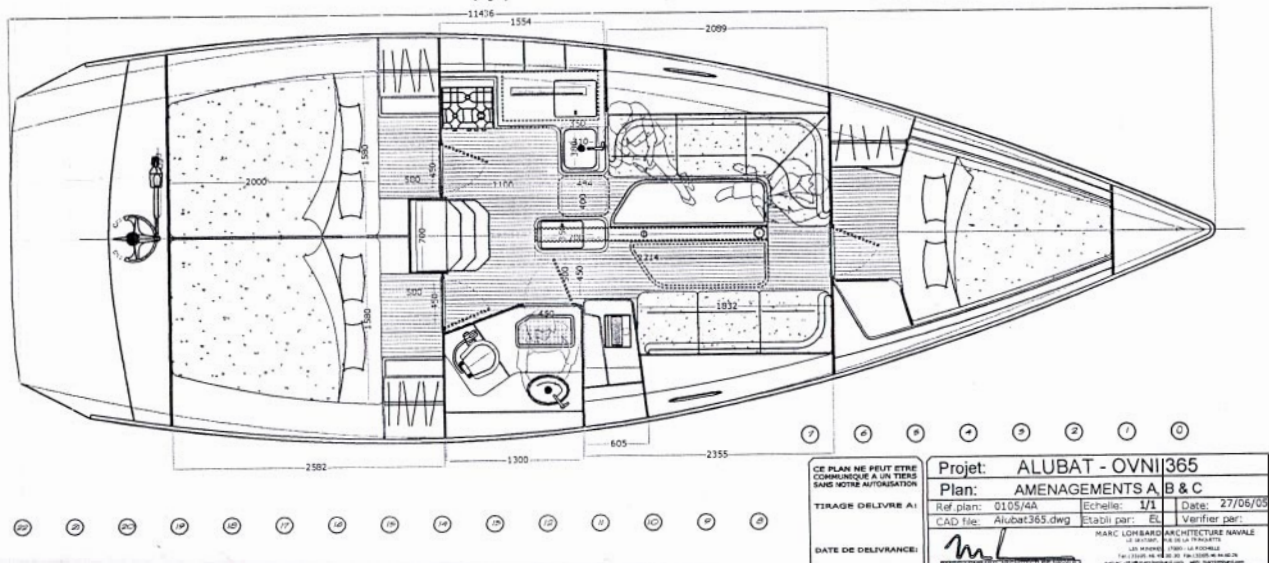 11436
1554
2089
350
310
380
1580
2000
500
450
1100
494
400
700
500
450
300
450
1214
1832
1580
490
605
2582
1300
2355
7 6 5 4 3 2 1 0
22 21 20 19 18 17 16 15 14 13 12 11 10 9 8
CE PLAN NE PEUT ETRE
COMMUNIQUE A UN TIERS
SANS NOTRE AUTORISATION
TIRAGE DELIVRE A:
DATE DE DELIVRANCE:
Projet: ALUBAT - OVNI 365
Plan: AMENAGEMENTS A, B & C
Ref.plan: 0105/4A Echelle: 1/1 Date: 27/06/05
CAD file: Alubat365.dwg Etabli par: EL Verifier par:
MARC LOMBARD ARCHITECTURE NAVALE